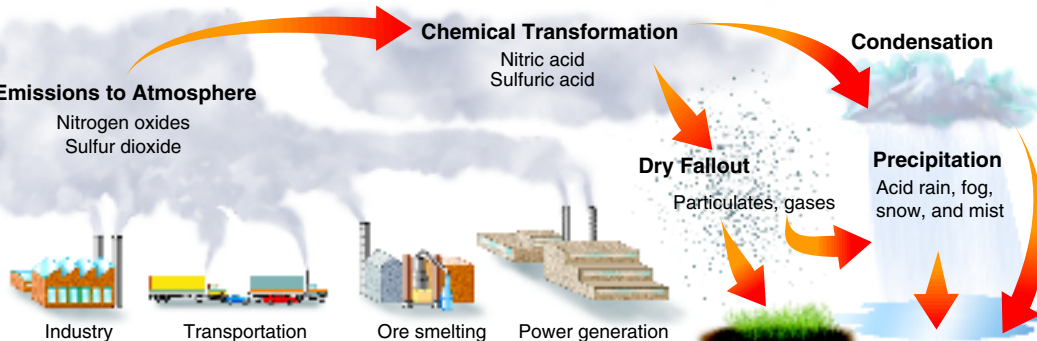 Emissions to Atmosphere
Nitrogen oxides
Sulfur dioxide
Chemical Transformation
Nitric acid
Sulfuric acid
Condensation
Dry Fallout
Particulates, gases
Precipitation
Acid rain, fog,
snow, and mist
Industry
Transportation
Ore smelting
Power generation